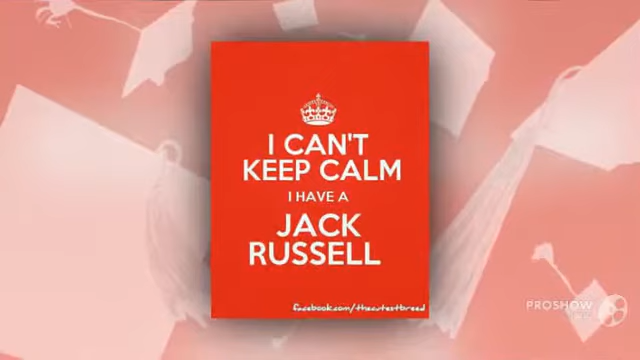 I CAN'T
KEEP CALM
I HAVE A
JACK
RUSSELL
facebook.com/thecutestbreed
PROSHOW